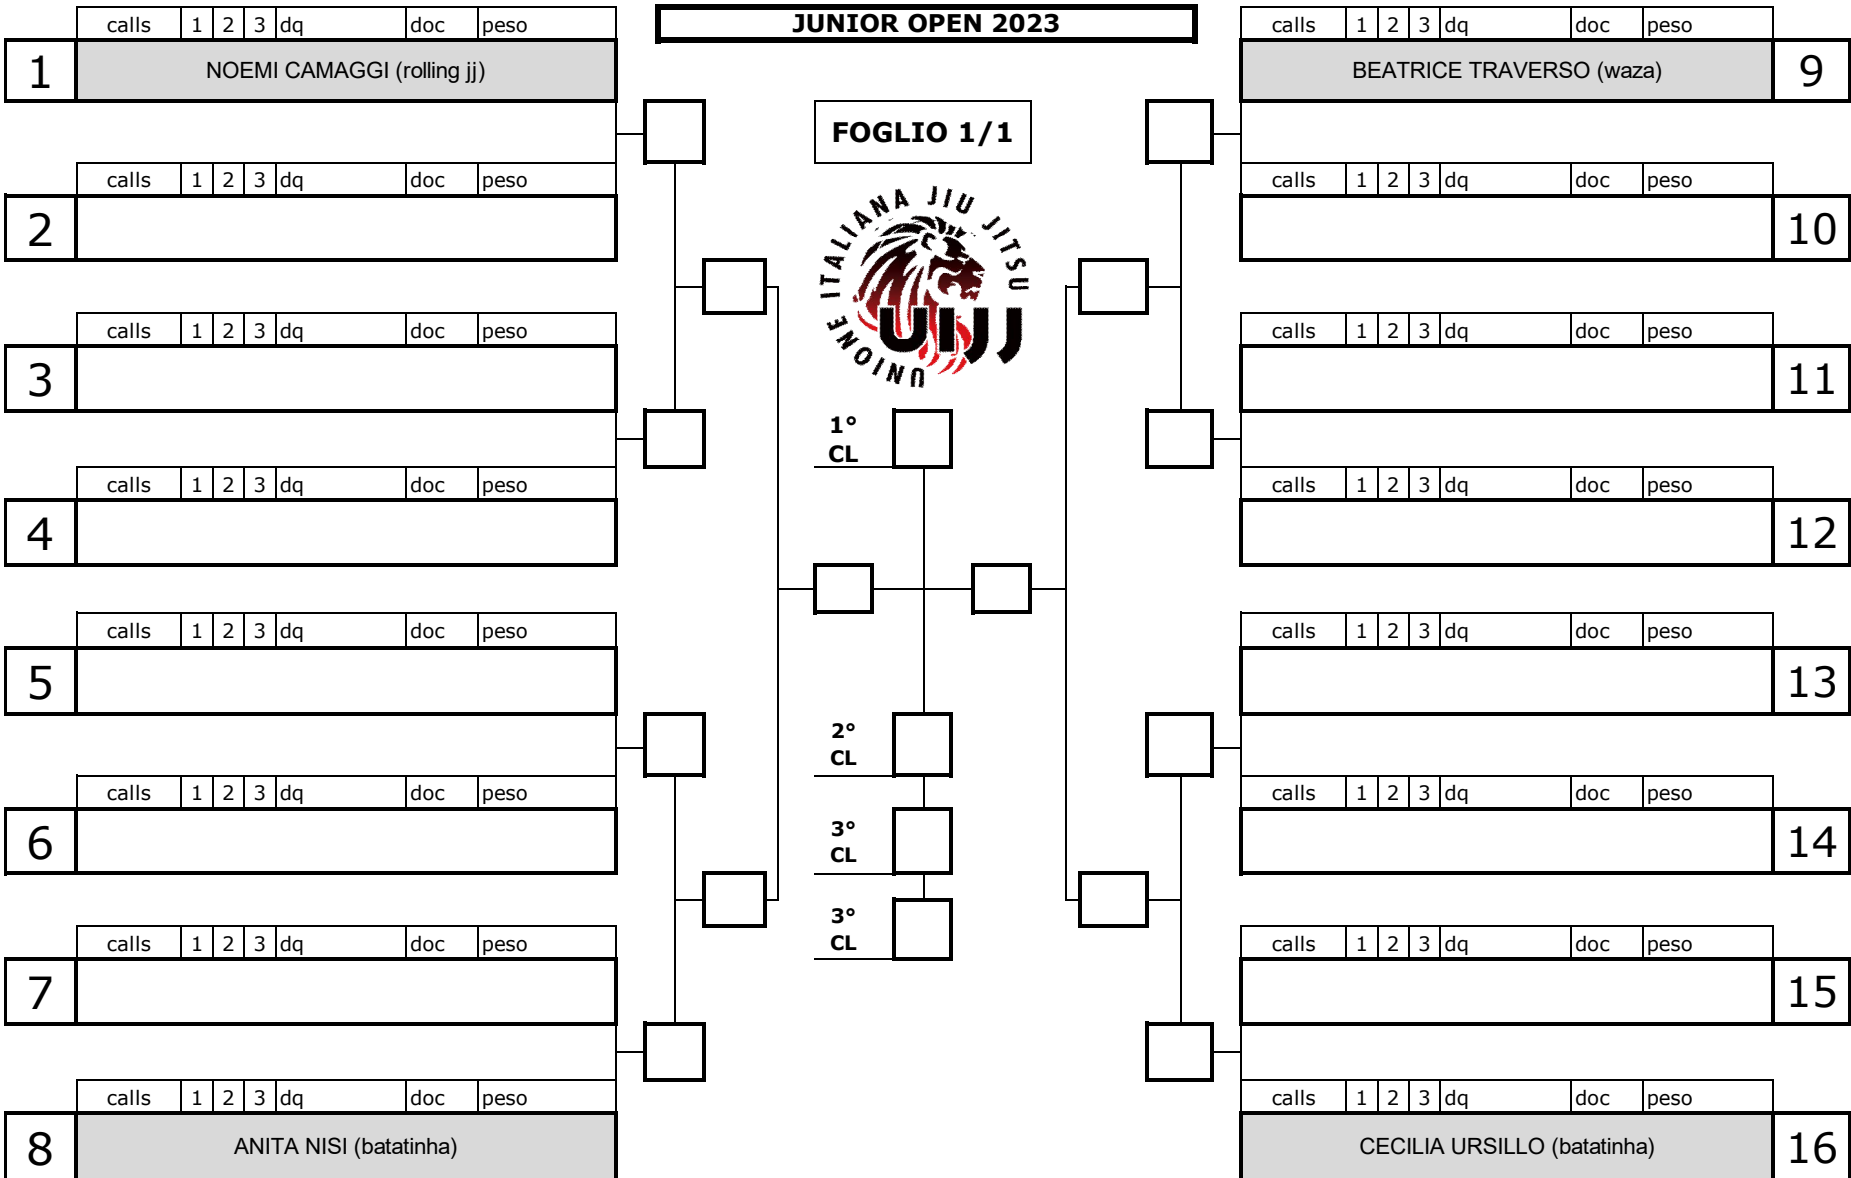 JUNIOR OPEN 2023
FOGLIO 1/1
UNIONE ITALIANA JIU JITSU
UIJJ
calls 1 2 3 dq doc peso
1 NOEMI CAMAGGI (rolling jj)
calls 1 2 3 dq doc peso
2
calls 1 2 3 dq doc peso
3
calls 1 2 3 dq doc peso
4
calls 1 2 3 dq doc peso
5
calls 1 2 3 dq doc peso
6
calls 1 2 3 dq doc peso
7
calls 1 2 3 dq doc peso
8 ANITA NISI (batatinha)
1°
CL
2°
CL
3°
CL
3°
CL
calls 1 2 3 dq doc peso
BEATRICE TRAVERSO (waza) 9
calls 1 2 3 dq doc peso
10
calls 1 2 3 dq doc peso
11
calls 1 2 3 dq doc peso
12
calls 1 2 3 dq doc peso
13
calls 1 2 3 dq doc peso
14
calls 1 2 3 dq doc peso
15
calls 1 2 3 dq doc peso
CECILIA URSILLO (batatinha) 16